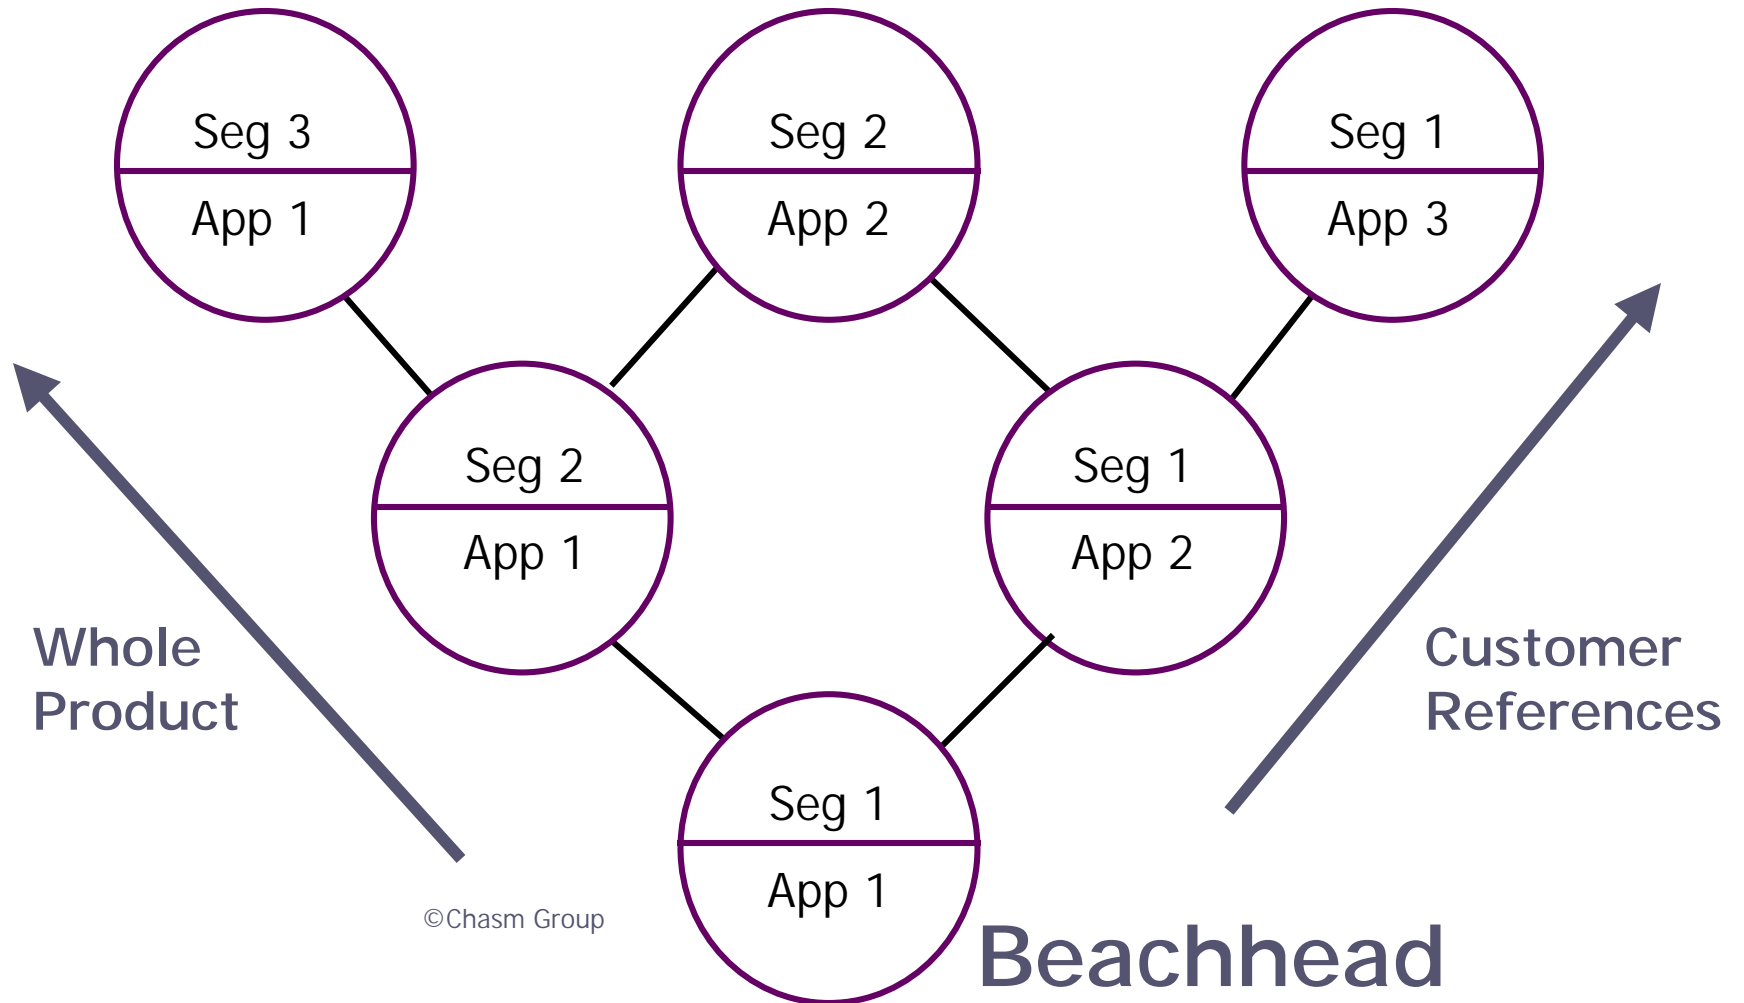 Seg 3
App 1
Seg 2
App 2
Seg 1
App 3
Seg 2
App 1
Seg 1
App 2
Whole
Product
Customer
References
Seg 1
App 1
©Chasm Group
Beachhead